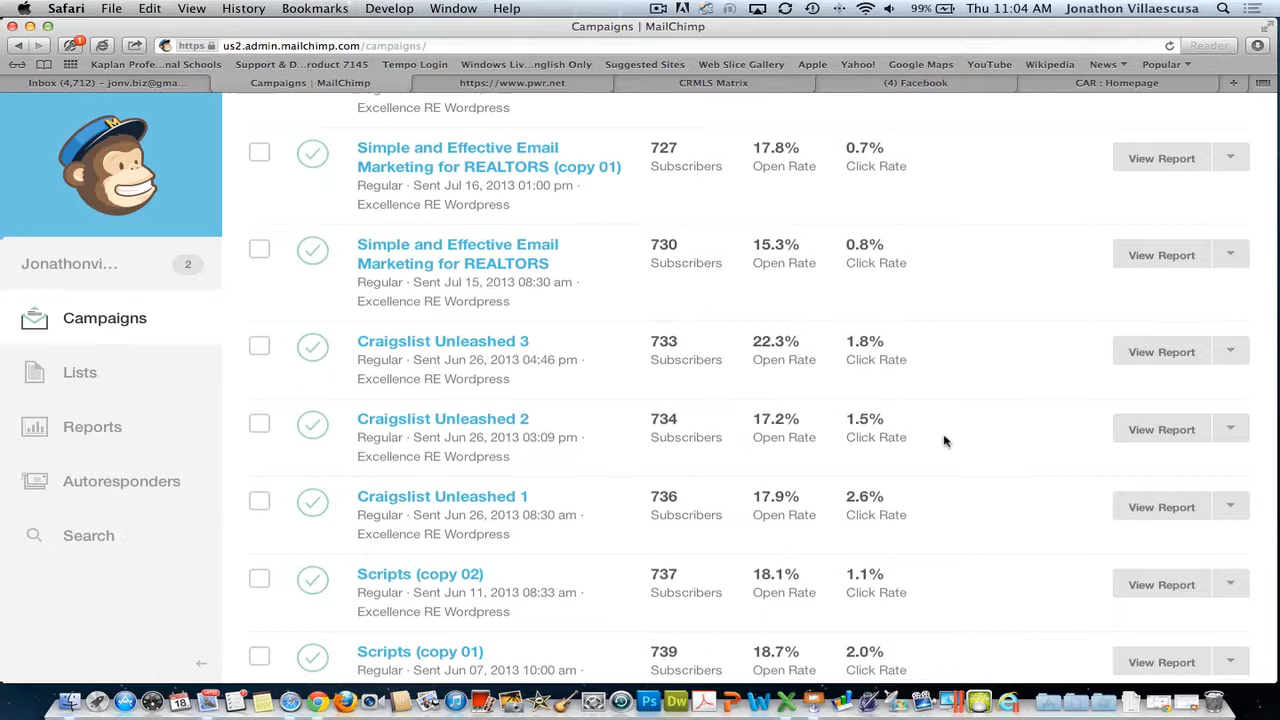 Safari File Edit View History Bookmarks Develop Window Help 99% Thu 11:04 AM Jonathon Villaescusa
Campaigns | MailChimp
1 https us2.admin.mailchimp.com/campaigns/ Reader
Kaplan Profe...nal Schools Support & D...roduct 7145 Tempo Login Windows Liv...nglish Only Suggested Sites Web Slice Gallery Apple Yahoo! Google Maps YouTube Wikipedia News Popular
Inbox (4,712) - jonv.biz@gma... Campaigns | MailChimp https://www.pwr.net CRMLS Matrix (4) Facebook CAR : Homepage
Jonathonvi... 2
Campaigns
Lists
Reports
Autoresponders
Search
Excellence RE Wordpress
Simple and Effective Email 727 17.8% 0.7%
Marketing for REALTORS (copy 01) Subscribers Open Rate Click Rate View Report
Regular · Sent Jul 16, 2013 01:00 pm ·
Excellence RE Wordpress
Simple and Effective Email 730 15.3% 0.8%
Marketing for REALTORS Subscribers Open Rate Click Rate View Report
Regular · Sent Jul 15, 2013 08:30 am ·
Excellence RE Wordpress
Craigslist Unleashed 3 733 22.3% 1.8%
Regular · Sent Jun 26, 2013 04:46 pm · Subscribers Open Rate Click Rate View Report
Excellence RE Wordpress
Craigslist Unleashed 2 734 17.2% 1.5%
Regular · Sent Jun 26, 2013 03:09 pm · Subscribers Open Rate Click Rate View Report
Excellence RE Wordpress
Craigslist Unleashed 1 736 17.9% 2.6%
Regular · Sent Jun 26, 2013 08:30 am · Subscribers Open Rate Click Rate View Report
Excellence RE Wordpress
Scripts (copy 02) 737 18.1% 1.1%
Regular · Sent Jun 11, 2013 08:33 am · Subscribers Open Rate Click Rate View Report
Excellence RE Wordpress
Scripts (copy 01) 739 18.7% 2.0%
Regular · Sent Jun 07, 2013 10:00 am · Subscribers Open Rate Click Rate View Report
18 Ps Dw